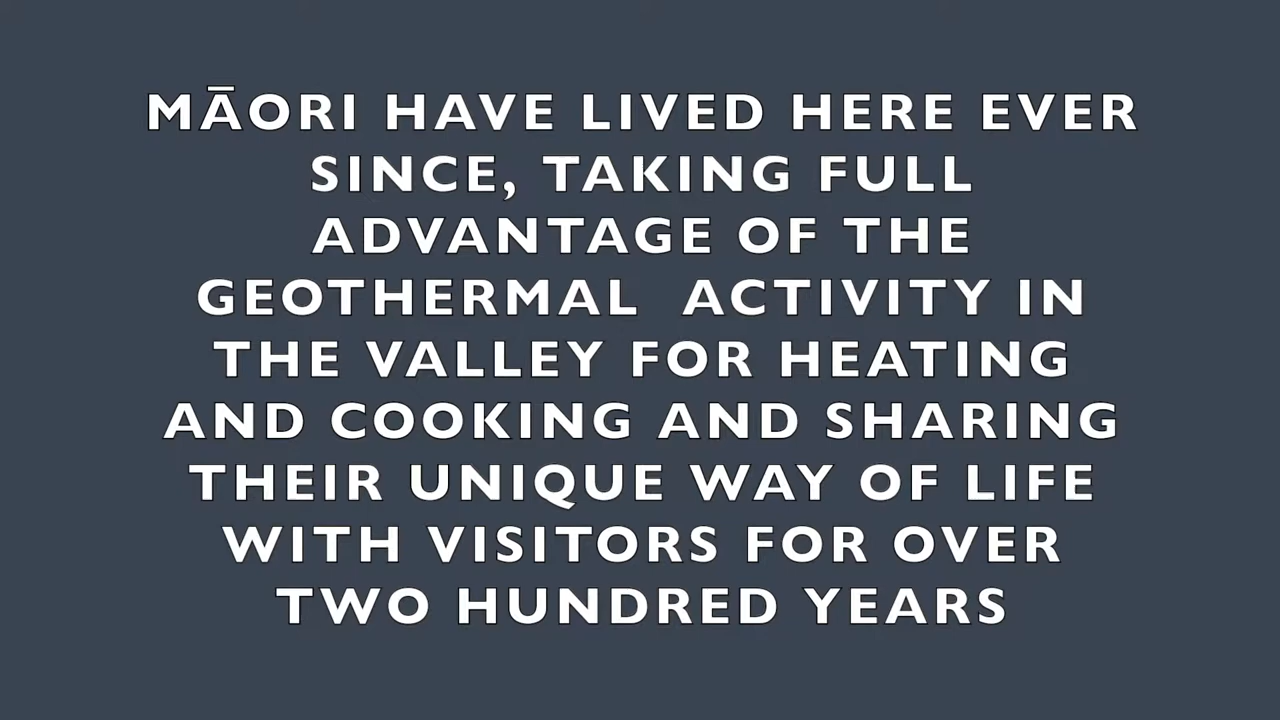 MĀORI HAVE LIVED HERE EVER
SINCE, TAKING FULL
ADVANTAGE OF THE
GEOTHERMAL  ACTIVITY IN
THE VALLEY FOR HEATING
AND COOKING AND SHARING
THEIR UNIQUE WAY OF LIFE
WITH VISITORS FOR OVER
TWO HUNDRED YEARS